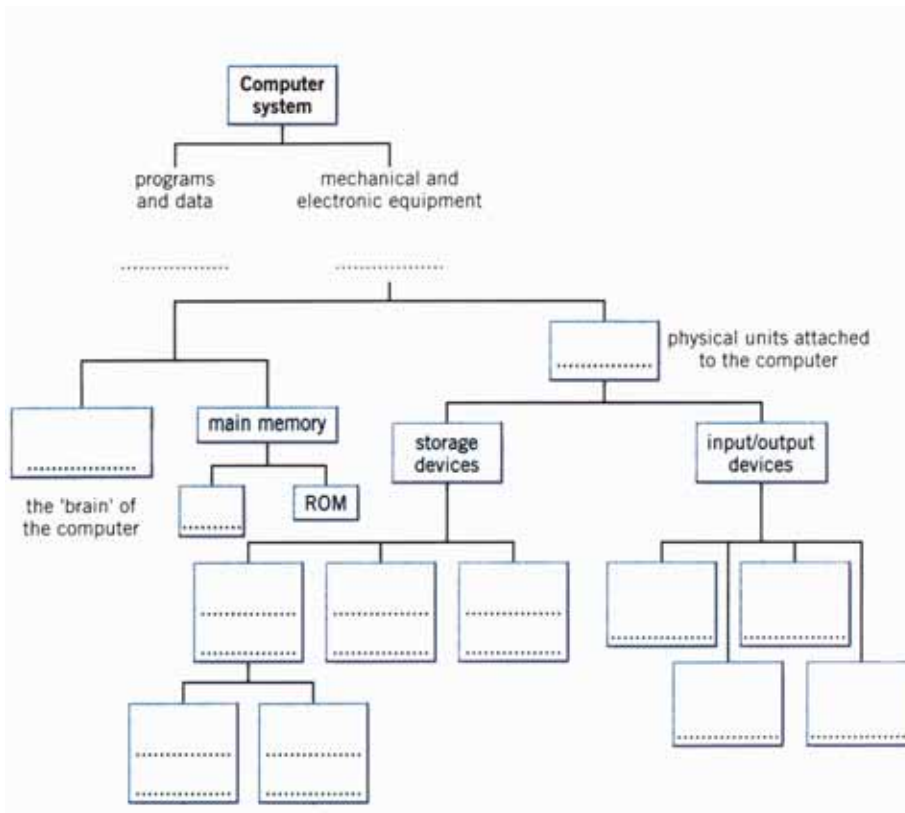 Computer
system
programs
and data
mechanical and
electronic equipment
physical units attached
to the computer
main memory
storage
devices
input/output
devices
the 'brain' of
the computer
ROM